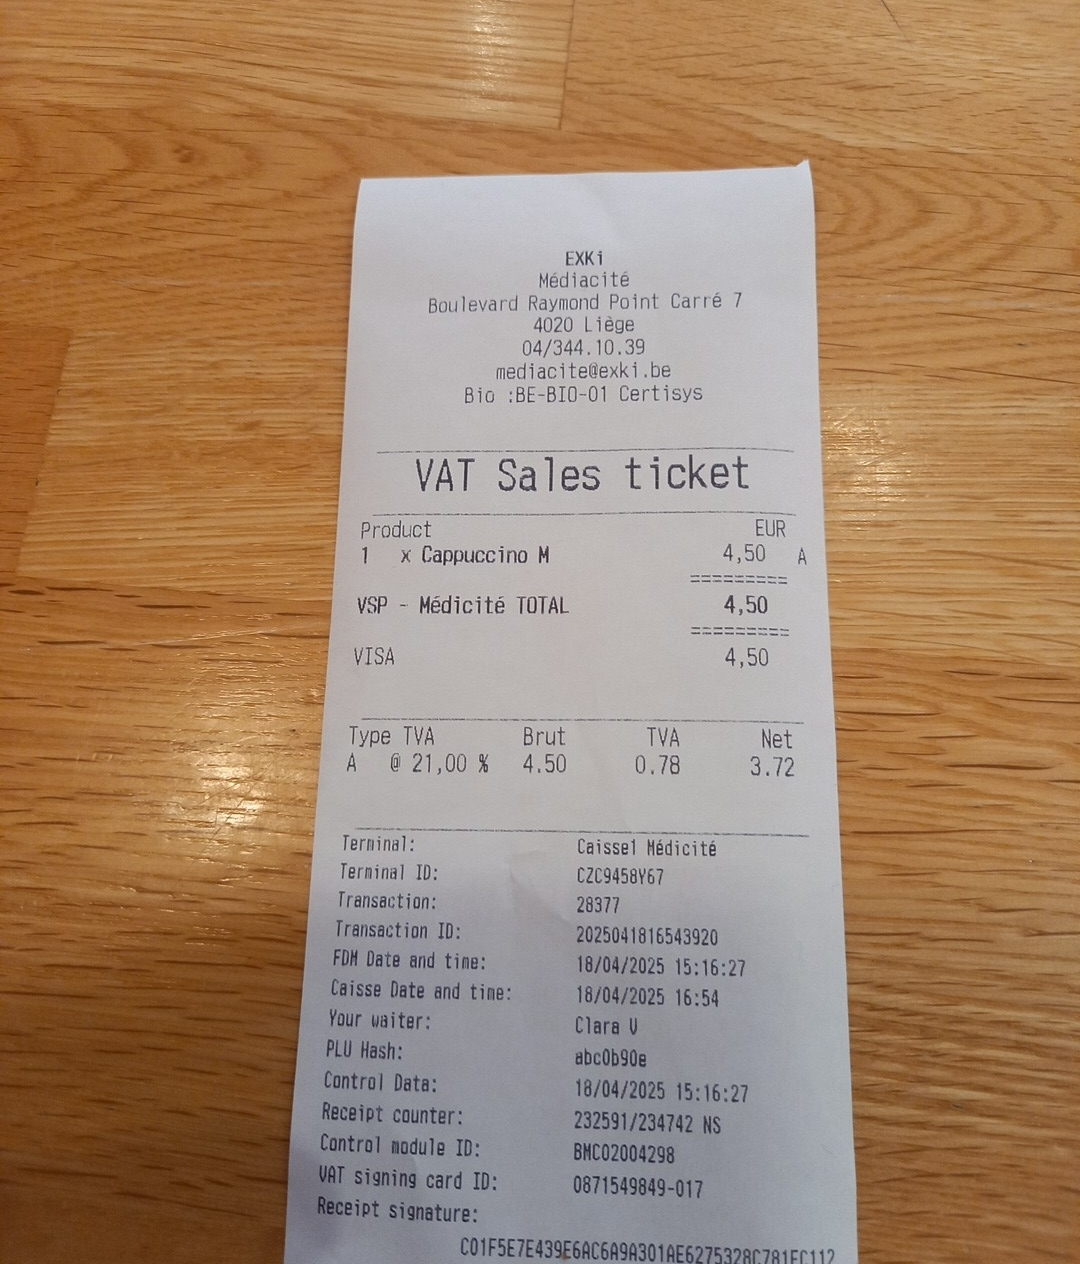 EXKi
Médiacité
Boulevard Raymond Point Carré 7
4020 Liège
04/344.10.39
mediacite@exki.be
Bio :BE-BIO-01 Certisys
VAT Sales ticket
Product EUR
1 x Cappuccino M 4,50 A
=========
VSP - Médicité TOTAL 4,50
=========
VISA 4,50
Type TVA Brut TVA Net
A @ 21,00 % 4.50 0.78 3.72
Terminal: Caisse1 Médicité
Terminal ID: CZC9458Y67
Transaction: 28377
Transaction ID: 2025041816543920
FDM Date and time: 18/04/2025 15:16:27
Caisse Date and time: 18/04/2025 16:54
Your waiter: Clara V
PLU Hash: abc0b90e
Control Data: 18/04/2025 15:16:27
Receipt counter: 232591/234742 NS
Control module ID: BMC02004298
VAT signing card ID: 0871549849-017
Receipt signature:
C01F5E7E439E6AC6A9A301AE6275328C781EC112